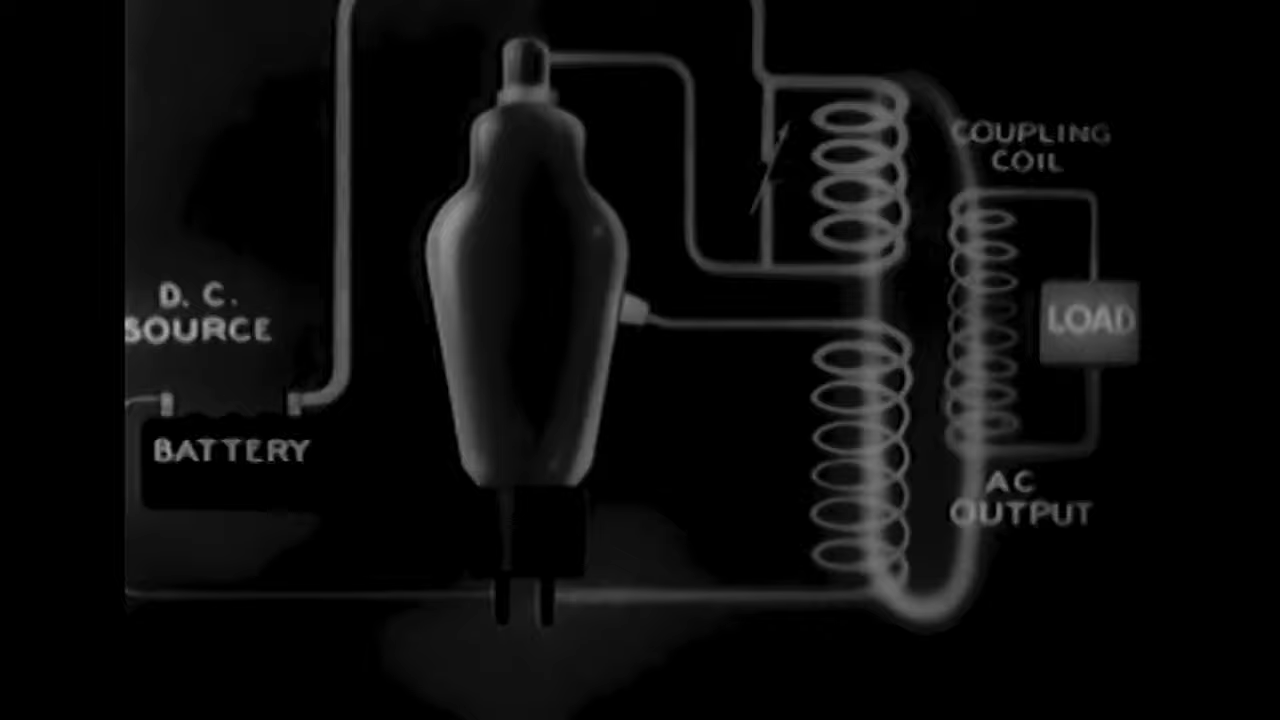 D. C.
SOURCE
BATTERY
COUPLING
COIL
LOAD
AC
OUTPUT